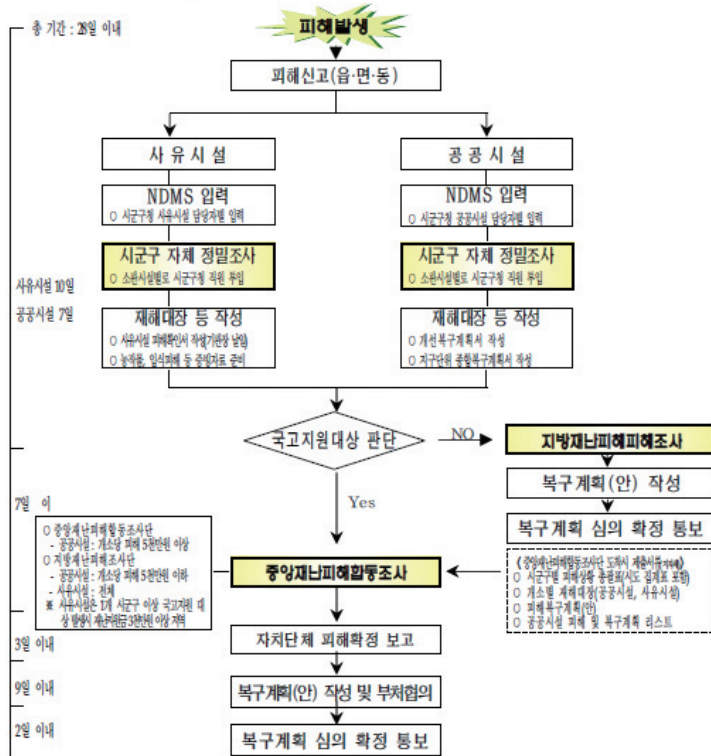 총 기간 : 28일 이내
피해발생
피해신고(읍·면·동)
사 유 시 설
공 공 시 설
NDMS 입력
○ 시군구청 사유시설 담당자별 입력
NDMS 입력
○ 시군구청 공공시설 담당자별 입력
시군구 자체 정밀조사
○ 소관시설별로 시군구청 직원 투입
시군구 자체 정밀조사
○ 소관시설별로 시군구청 직원 투입
사유시설 10일
공공시설 7일
재해대장 등 작성
○ 사유시설 피해확인서 작성(기관장 날인)
○ 농작물, 입식피해 등 증빙자료 준비
재해대장 등 작성
○ 개선복구계획서 작성
○ 지구단위 종합복구계획서 작성
국고지원대상 판단
NO
지방재난피해피해조사
복구계획(안) 작성
복구계획 심의 확정 통보
Yes
7일 이
○ 중앙재난피해합동조사단
- 공공시설 : 개소당 피해 5천만원 이상
○ 지방재난피해조사단
- 공공시설 : 개소당 피해 5천만원 이하
- 사유시설 : 전체
※ 사유시설은 1개 시군구 이상 국고지원 대
상 발생시 재난지원금 3천만원 이상 지역
중앙재난피해합동조사
《중앙재난피해합동조사단 도착시 제출서류
○ 시군구별 피해상황 총괄표(시도 집계표 포함)
○ 개소별 재해대장(공공시설, 사유시설)
○ 피해복구계획(안)
○ 공공시설 피해 및 복구계획 리스트
자치단체 피해확정 보고
3일 이내
9일 이내
복구계획(안) 작성 및 부처협의
2일 이내
복구계획 심의 확정 통보